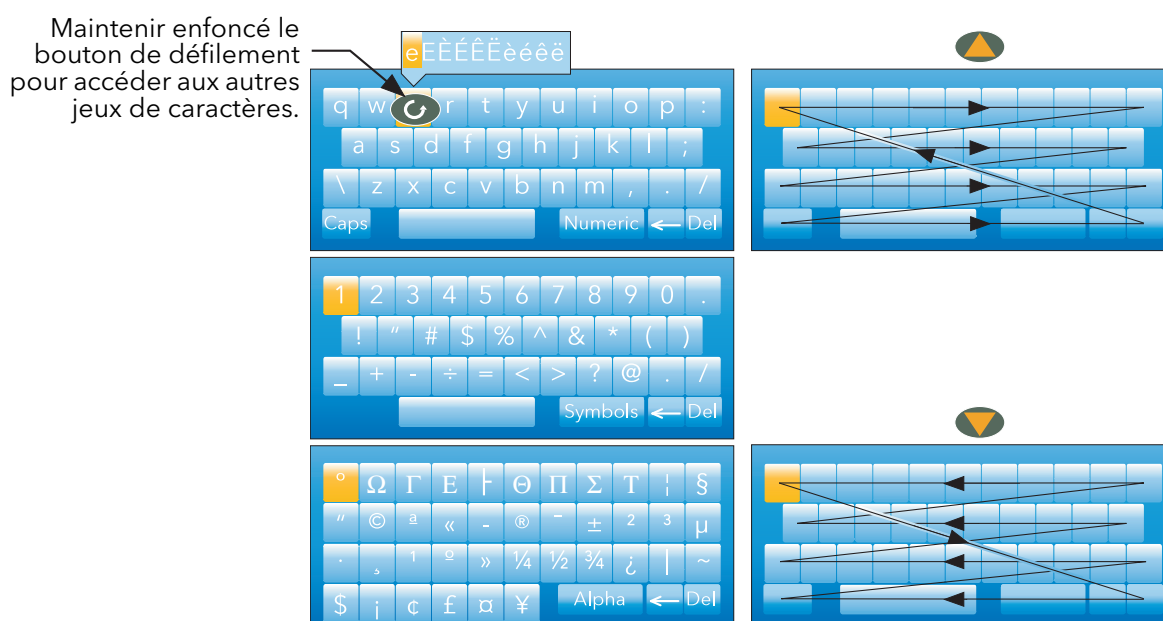 Maintenir enfoncé le
bouton de défilement
pour accéder aux autres
jeux de caractères.
eEÈÉÊËèéêë
q w r t y u i o p :
a s d f g h j k l ;
\ z x c v b n m , . /
Caps Numeric ← Del
1 2 3 4 5 6 7 8 9 0 .
! " # $ % ^ & * ( )
_ + - ÷ = < > ? @ . /
Symbols ← Del
° Ω Γ Ε ├ Θ Π Σ Τ ¦ §
" © ª « - ® ¯ ± ² ³ µ
· ¸ ¹ º » ¼ ½ ¾ ¿ | ~
$ ¡ ¢ £ ¤ ¥ Alpha ← Del